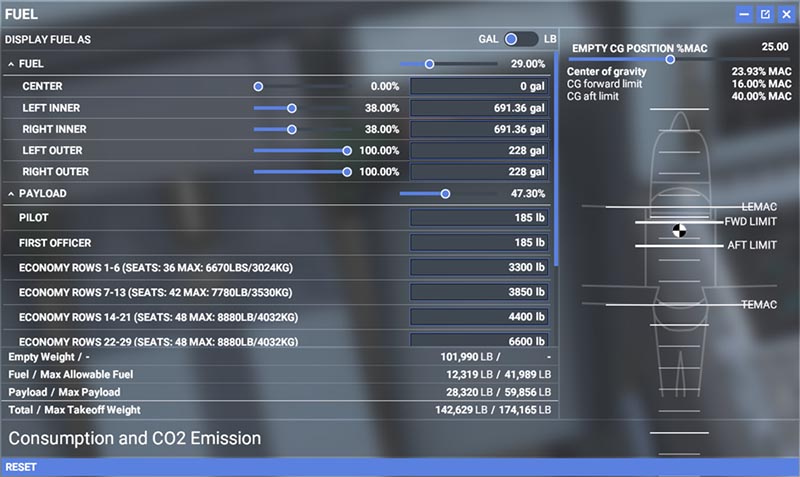 FUEL
DISPLAY FUEL AS GAL LB
FUEL 29.00%
CENTER 0.00% 0 gal
LEFT INNER 38.00% 691.36 gal
RIGHT INNER 38.00% 691.36 gal
LEFT OUTER 100.00% 228 gal
RIGHT OUTER 100.00% 228 gal
PAYLOAD 47.30%
PILOT 185 lb
FIRST OFFICER 185 lb
ECONOMY ROWS 1-6 (SEATS: 36 MAX: 6670LBS/3024KG) 3300 lb
ECONOMY ROWS 7-13 (SEATS: 42 MAX: 7780LB/3530KG) 3850 lb
ECONOMY ROWS 14-21 (SEATS: 48 MAX: 8880LB/4032KG) 4400 lb
ECONOMY ROWS 22-29 (SEATS: 48 MAX: 8880LB/4032KG) 6600 lb
Empty Weight / - 101,990 LB / -
Fuel / Max Allowable Fuel 12,319 LB / 41,989 LB
Payload / Max Payload 28,320 LB / 59,856 LB
Total / Max Takeoff Weight 142,629 LB / 174,165 LB
Consumption and CO2 Emission
RESET
EMPTY CG POSITION %MAC 25.00
Center of gravity 23.93% MAC
CG forward limit 16.00% MAC
CG aft limit 40.00% MAC
LEMAC
FWD LIMIT
AFT LIMIT
TEMAC